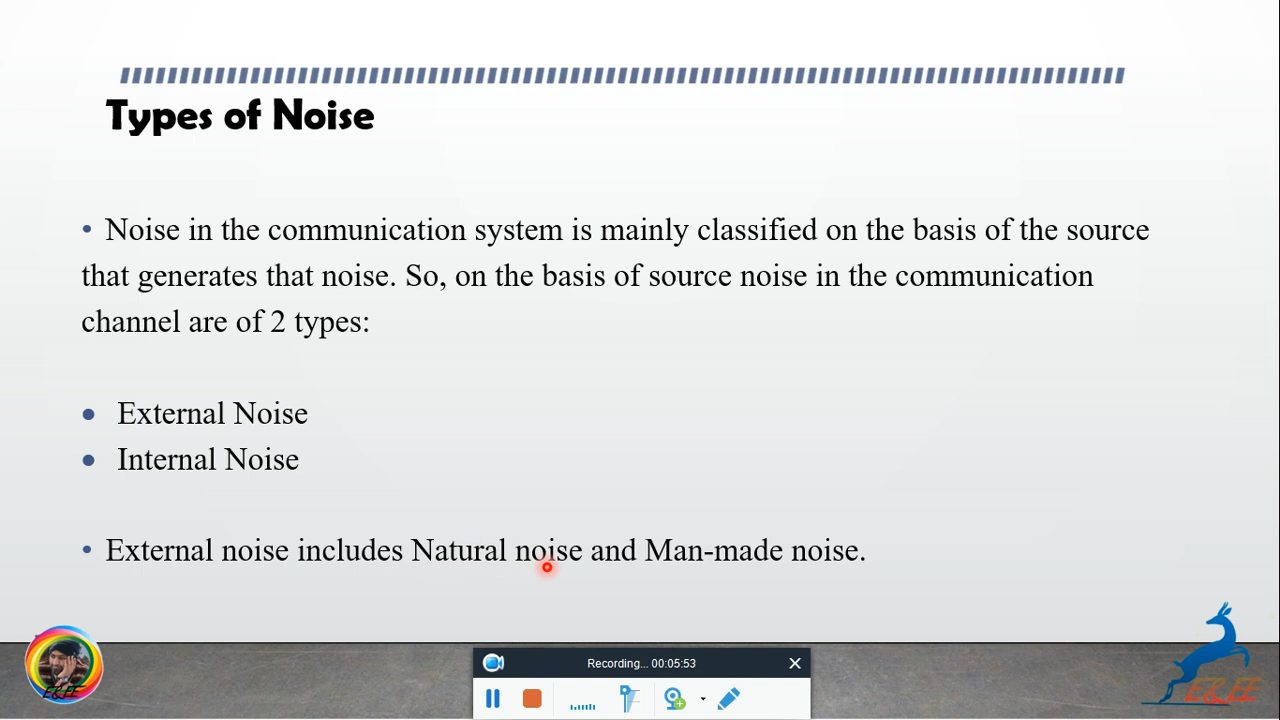 Types of Noise
• Noise in the communication system is mainly classified on the basis of the source
that generates that noise. So, on the basis of source noise in the communication
channel are of 2 types:
• External Noise
• Internal Noise
• External noise includes Natural noise and Man-made noise.
E&EE
Recording... 00:05:53
E&EE